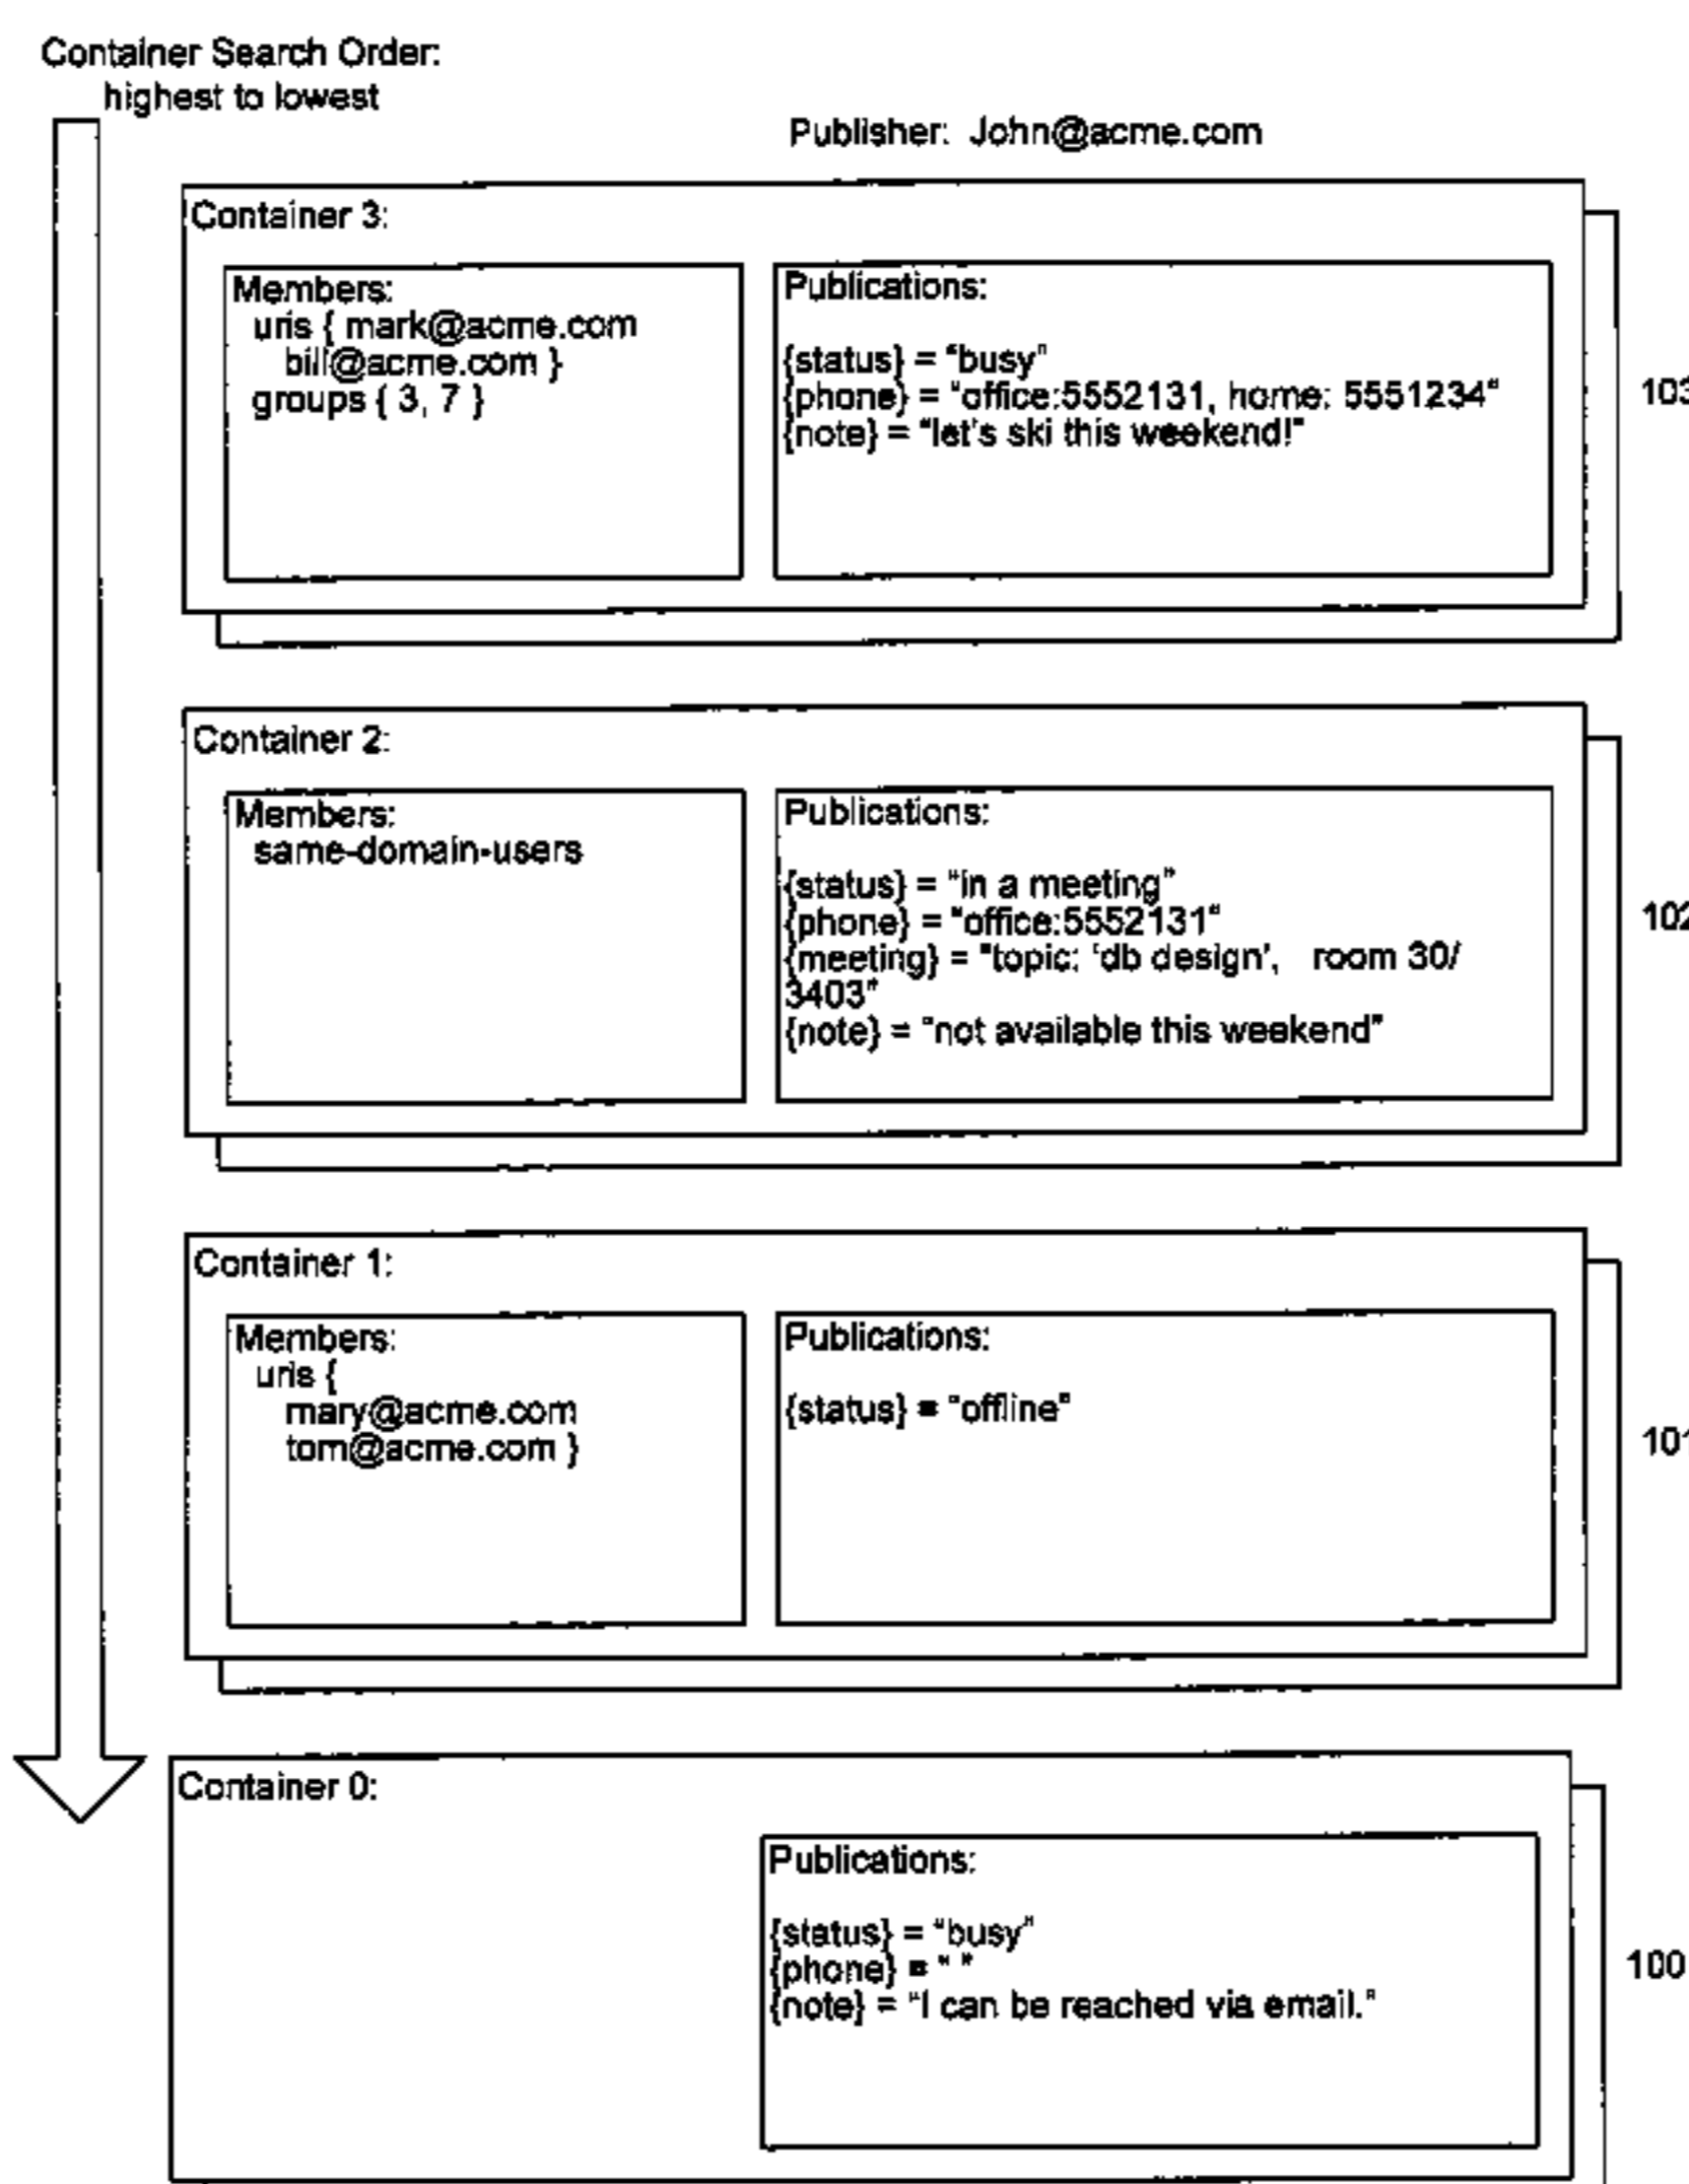 Container Search Order:
highest to lowest
Publisher: John@acme.com
Container 3:
Members:
uris { mark@acme.com
bill@acme.com }
groups { 3, 7 }
Publications:
{status} = "busy"
{phone} = "office:5552131, home: 5551234"
{note} = "let's ski this weekend!"
103
Container 2:
Members:
same-domain-users
Publications:
{status} = "in a meeting"
{phone} = "office:5552131"
{meeting} = "topic: 'db design', room 30/
3403"
{note} = "not available this weekend"
102
Container 1:
Members:
uris {
mary@acme.com
tom@acme.com }
Publications:
{status} = "offline"
101
Container 0:
Publications:
{status} = "busy"
{phone} = " "
{note} = "I can be reached via email."
100